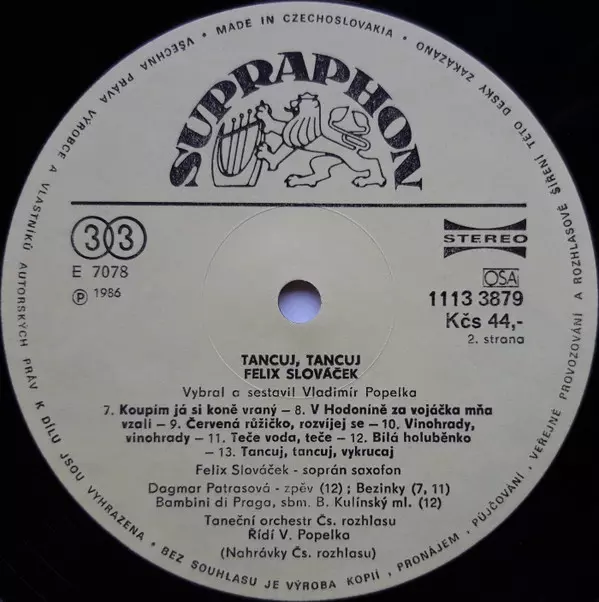 MADE IN CZECHOSLOVAKIA • VŠECHNA PRÁVA VÝROBCE A VLASTNÍKŮ AUTORSKÝCH PRÁV K DÍLU JSOU VYHRAZENA • BEZ SOUHLASU JE VÝROBA KOPIÍ, PRONÁJEM, PŮJČOVÁNÍ, VEŘEJNÉ PROVOZOVÁNÍ A ROZHLASOVÉ ŠÍŘENÍ TÉTO DESKY ZAKÁZÁNO •
SUPRAPHON
33
STEREO
E 7078
OSA
Ⓟ 1986
1113 3879
Kčs 44,-
2. strana
TANCUJ, TANCUJ
FELIX SLOVÁČEK
Vybral a sestavil Vladimír Popelka
7. Koupím já si koně vraný – 8. V Hodoníně za vojáčka mňa
vzali – 9. Červená růžičko, rozvíjej se – 10. Vinohrady,
vinohrady – 11. Teče voda, teče – 12. Bílá holuběnko
– 13. Tancuj, tancuj, vykrucaj
Felix Slováček - soprán saxofon
Dagmar Patrasová - zpěv (12) ; Bezinky (7, 11)
Bambini di Praga, sbm. B. Kulínský ml. (12)
Taneční orchestr Čs. rozhlasu
Řídí V. Popelka
(Nahrávky Čs. rozhlasu)